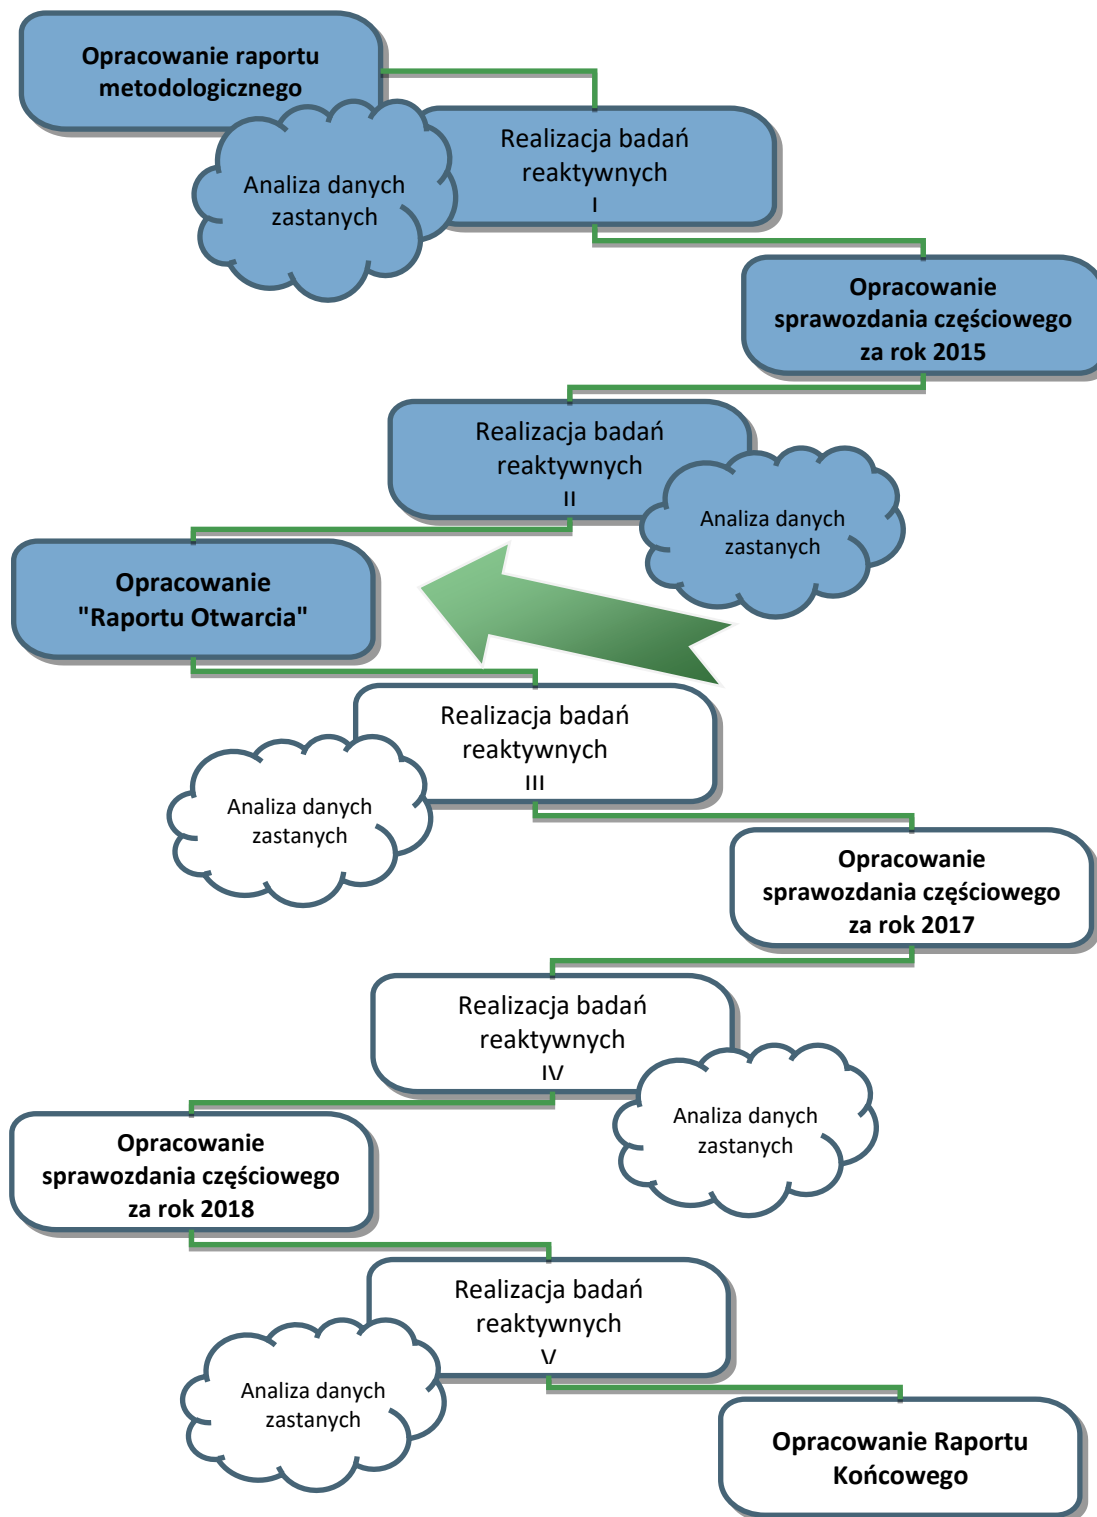 Opracowanie raportu
metodologicznego
Realizacja badań
reaktywnych
I
Analiza danych
zastanych
Opracowanie
sprawozdania częściowego
za rok 2015
Realizacja badań
reaktywnych
II
Analiza danych
zastanych
Opracowanie
"Raportu Otwarcia"
Realizacja badań
reaktywnych
III
Analiza danych
zastanych
Opracowanie
sprawozdania częściowego
za rok 2017
Realizacja badań
reaktywnych
IV
Analiza danych
zastanych
Opracowanie
sprawozdania częściowego
za rok 2018
Realizacja badań
reaktywnych
V
Analiza danych
zastanych
Opracowanie Raportu
Końcowego